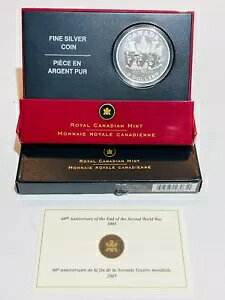 FINE SILVER
COIN
PIÈCE EN
ARGENT PUR
CANADA
5 DOLLARS
ROYAL CANADIAN MINT
MONNAIE ROYALE CANADIENNE
ROYAL CANADIAN MINT
MONNAIE ROYALE CANADIENNE
60th Anniversary of the End of the Second World War
2005
60e anniversaire de la fin de la Seconde Guerre mondiale
2005